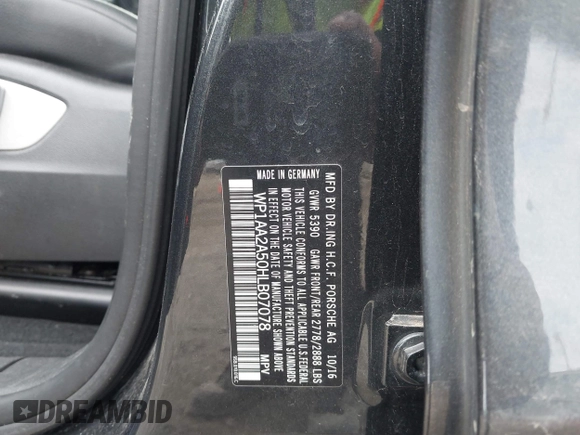 MFD BY DR.ING H.C.F. PORSCHE AG 10/16
GVWR 5390 GAWR FRONT/REAR 2778/2888 LBS
THIS VEHICLE CONFORMS TO ALL APPLICABLE U.S.FEDERAL
MOTOR VEHICLE SAFETY AND THEFT PREVENTION STANDARDS
IN EFFECT ON THE DATE OF MANUFACTURE SHOWN ABOVE
WP1AA2A50HLB07078 MPV
MADE IN GERMANY
DREAMBID